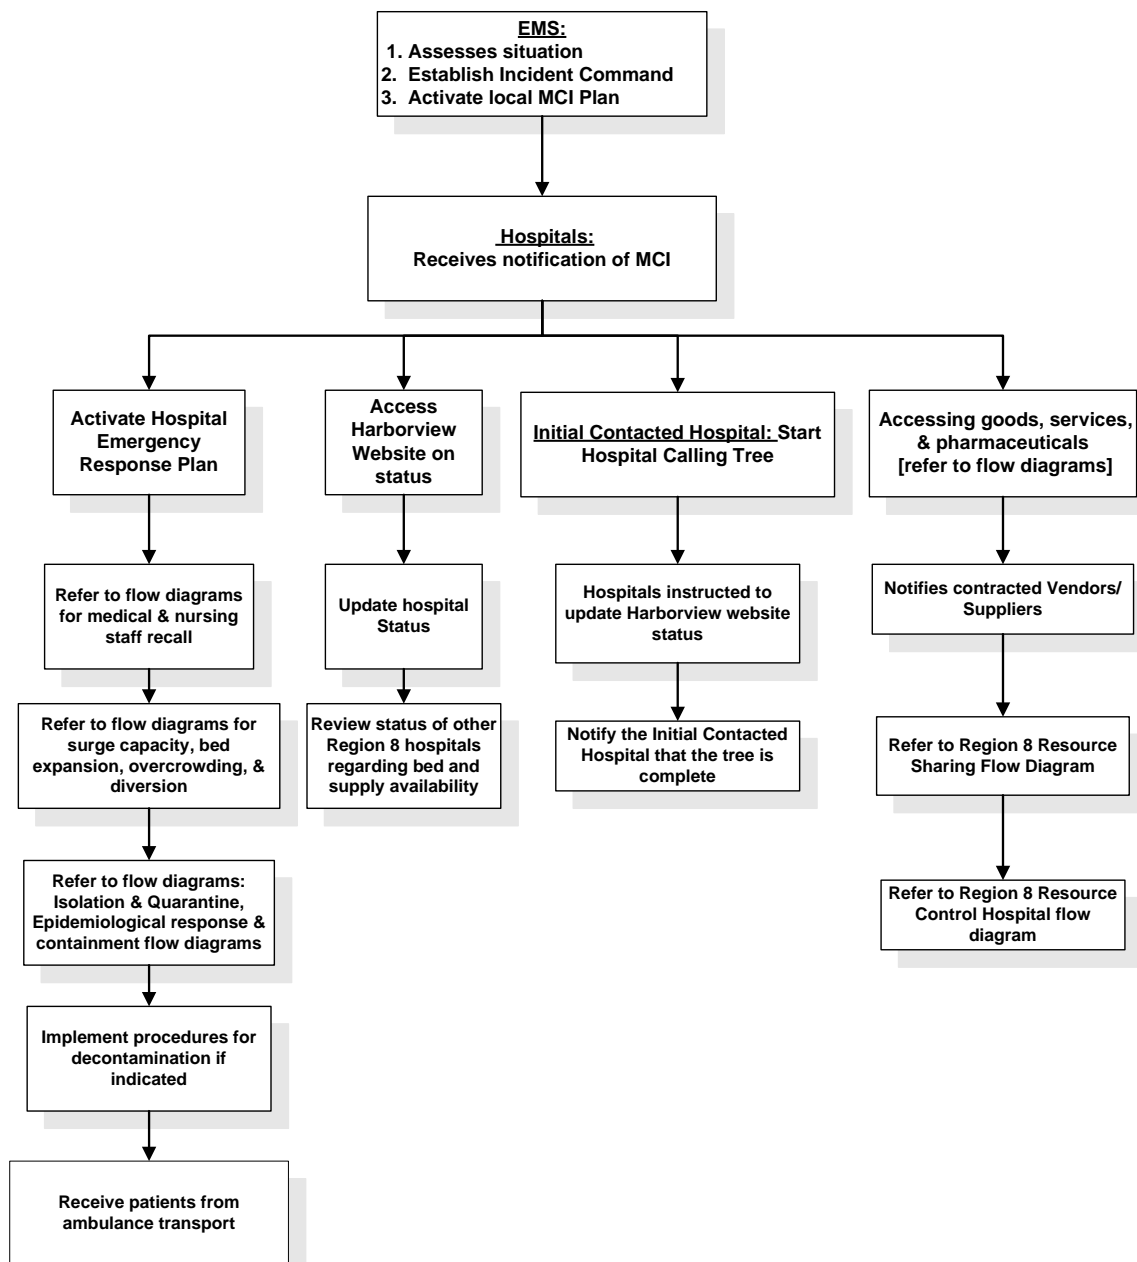 EMS:
1. Assesses situation
2. Establish Incident Command
3. Activate local MCI Plan
Hospitals:
Receives notification of MCI
Activate Hospital
Emergency
Response Plan
Access
Harborview
Website on
status
Initial Contacted Hospital: Start
Hospital Calling Tree
Accessing goods, services,
& pharmaceuticals
[refer to flow diagrams]
Refer to flow diagrams
for medical & nursing
staff recall
Update hospital
Status
Hospitals instructed to
update Harborview website
status
Notifies contracted Vendors/
Suppliers
Refer to flow diagrams for
surge capacity, bed
expansion, overcrowding, &
diversion
Review status of other
Region 8 hospitals
regarding bed and
supply availability
Notify the Initial Contacted
Hospital that the tree is
complete
Refer to Region 8 Resource
Sharing Flow Diagram
Refer to flow diagrams:
Isolation & Quarantine,
Epidemiological response &
containment flow diagrams
Refer to Region 8 Resource
Control Hospital flow
diagram
Implement procedures for
decontamination if
indicated
Receive patients from
ambulance transport